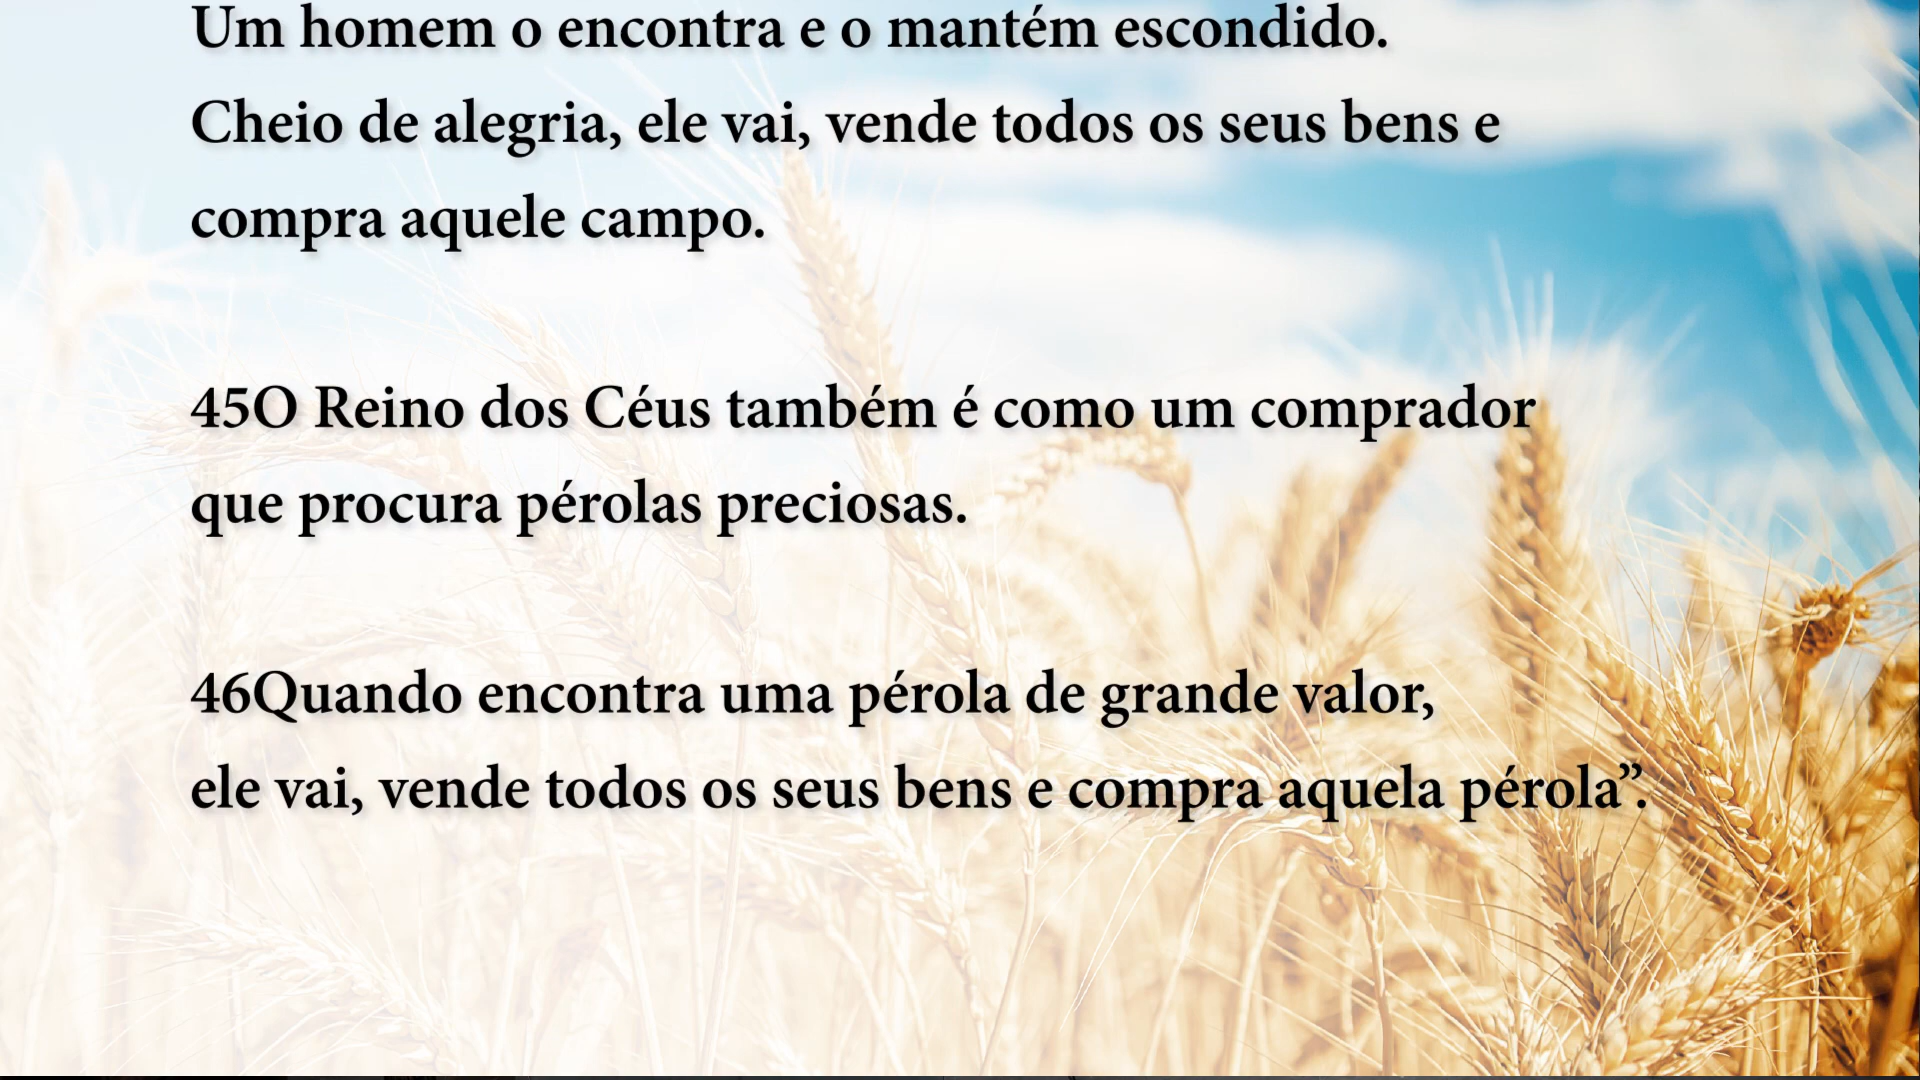 Um homem o encontra e o mantém escondido.
Cheio de alegria, ele vai, vende todos os seus bens e
compra aquele campo.
45O Reino dos Céus também é como um comprador
que procura pérolas preciosas.
46Quando encontra uma pérola de grande valor,
ele vai, vende todos os seus bens e compra aquela pérola”.